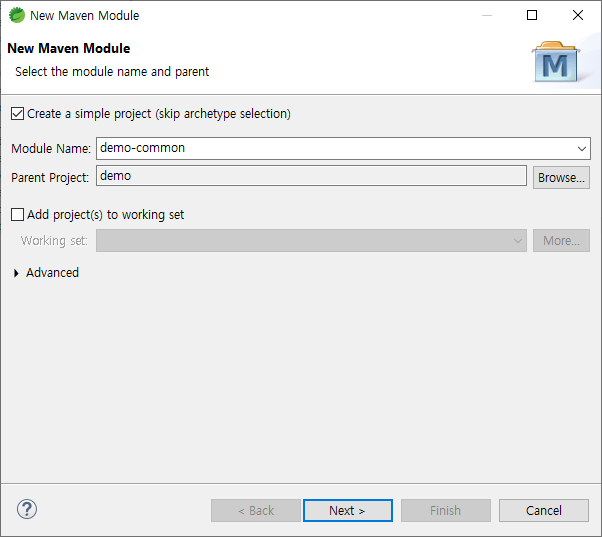 New Maven Module
New Maven Module
Select the module name and parent
M
Create a simple project (skip archetype selection)
Module Name: demo-common
Parent Project: demo Browse...
Add project(s) to working set
Working set: More...
Advanced
? < Back Next > Finish Cancel